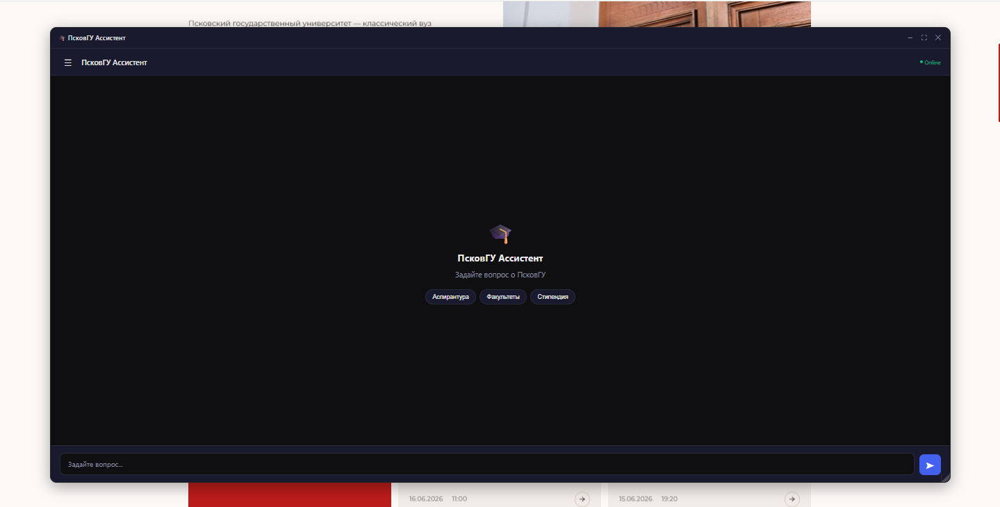 Псковский государственный университет — классический вуз
ПсковГУ Ассистент
ПсковГУ Ассистент
Online
ПсковГУ Ассистент
Задайте вопрос о ПсковГУ
Аспирантура Факультеты Стипендия
Задайте вопрос...
16.06.2026 11:00 15.06.2026 19:20